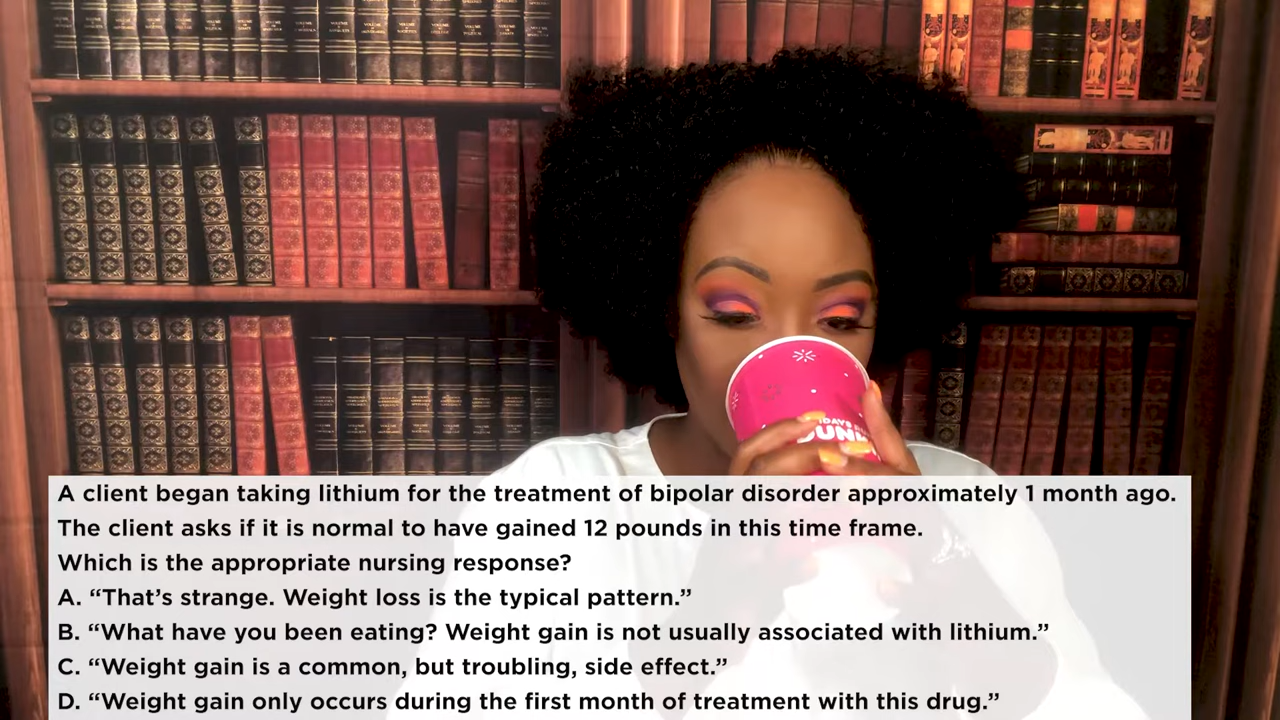 A client began taking lithium for the treatment of bipolar disorder approximately 1 month ago.
The client asks if it is normal to have gained 12 pounds in this time frame.
Which is the appropriate nursing response?
A. “That’s strange. Weight loss is the typical pattern.”
B. “What have you been eating? Weight gain is not usually associated with lithium.”
C. “Weight gain is a common, but troubling, side effect.”
D. “Weight gain only occurs during the first month of treatment with this drug.”